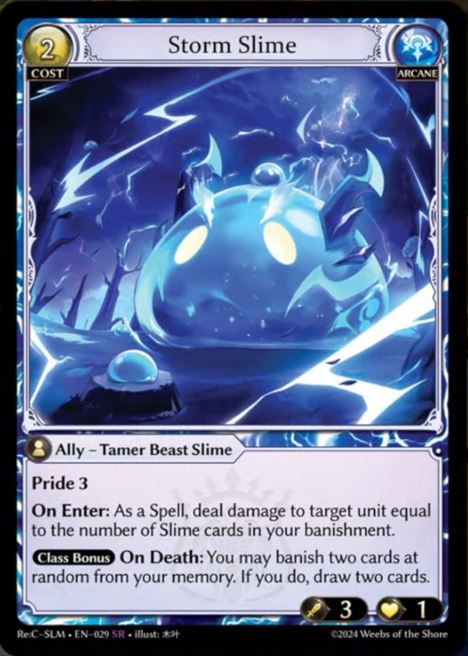 2
Storm Slime
COST
ARCANE
Ally – Tamer Beast Slime
Pride 3
On Enter: As a Spell, deal damage to target unit equal
to the number of Slime cards in your banishment.
Class Bonus On Death: You may banish two cards at
random from your memory. If you do, draw two cards.
3
1
Re:C–SLM • EN–029 SR • illust: 木叶
©2024 Weebs of the Shore